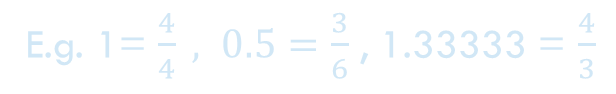 E.g. 1 = 4/4 , 0.5 = 3/6 , 1.33333 = 4/3